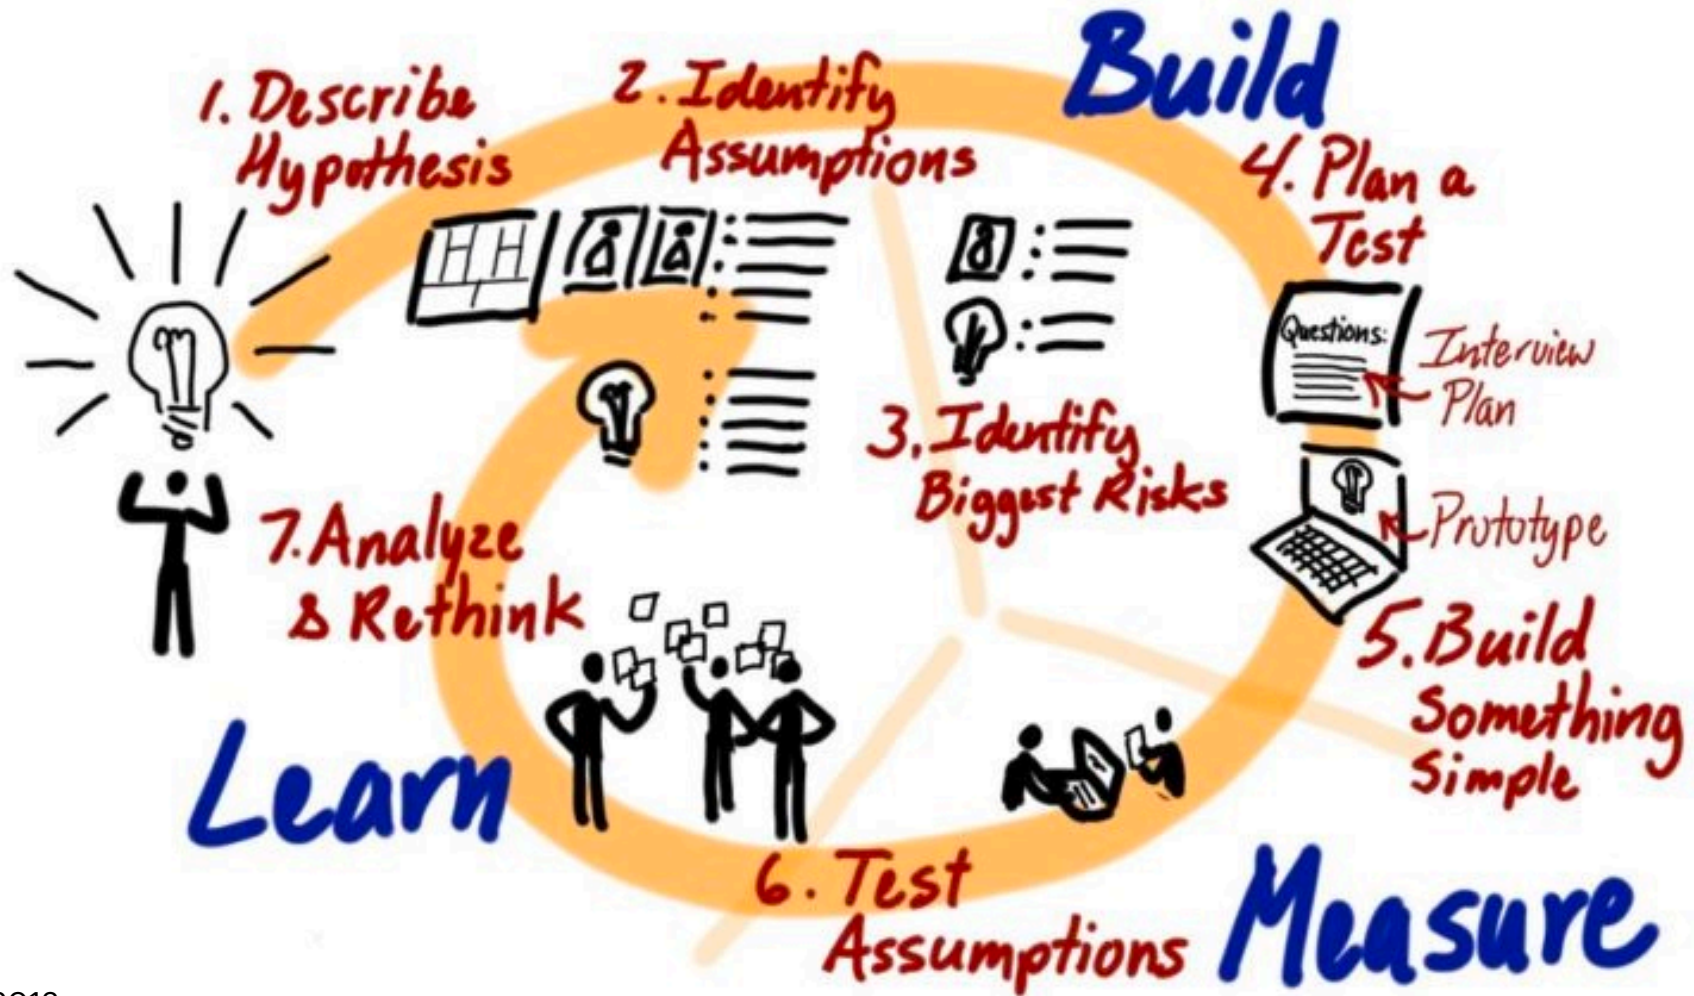 1. Describe
Hypothesis
2. Identify
Assumptions
Build
4. Plan a
Test
Questions:
Interview
Plan
3. Identify
Biggest Risks
Prototype
7. Analyze
& Rethink
5. Build
Something
Simple
Learn
6. Test
Assumptions
Measure